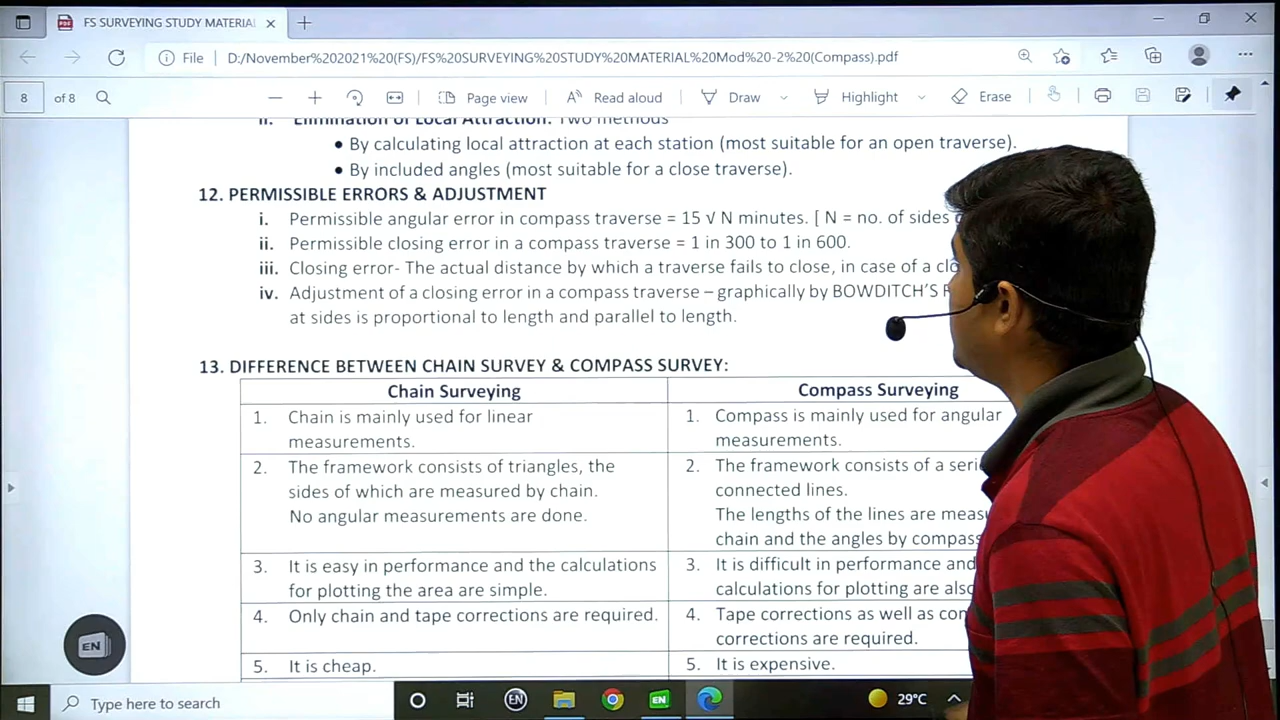 FS SURVEYING STUDY MATERIAL
File D:/November%202021%20(FS)/FS%20SURVEYING%20STUDY%20MATERIAL%20Mod%20-2%20(Compass).pdf
8 of 8 Page view Read aloud Draw Highlight Erase
ii. Elimination of Local Attraction: Two methods
• By calculating local attraction at each station (most suitable for an open traverse).
• By included angles (most suitable for a close traverse).
12. PERMISSIBLE ERRORS & ADJUSTMENT
i. Permissible angular error in compass traverse = 15 √ N minutes. [ N = no. of sides
ii. Permissible closing error in a compass traverse = 1 in 300 to 1 in 600.
iii. Closing error- The actual distance by which a traverse fails to close, in case of a
iv. Adjustment of a closing error in a compass traverse – graphically by BOWDITCH'S
at sides is proportional to length and parallel to length.
13. DIFFERENCE BETWEEN CHAIN SURVEY & COMPASS SURVEY:
Chain Surveying
Compass Surveying
1. Chain is mainly used for linear
measurements.
1. Compass is mainly used for angular
measurements.
2. The framework consists of triangles, the
sides of which are measured by chain.
No angular measurements are done.
2. The framework consists of a
connected lines.
The lengths of the lines are
chain and the angles by
3. It is easy in performance and the calculations
for plotting the area are simple.
3. It is difficult in performance and
calculations for plotting are
4. Only chain and tape corrections are required.
4. Tape corrections as well as
corrections are required.
5. It is cheap.
5. It is expensive.
EN
Type here to search
EN
EN
29°C